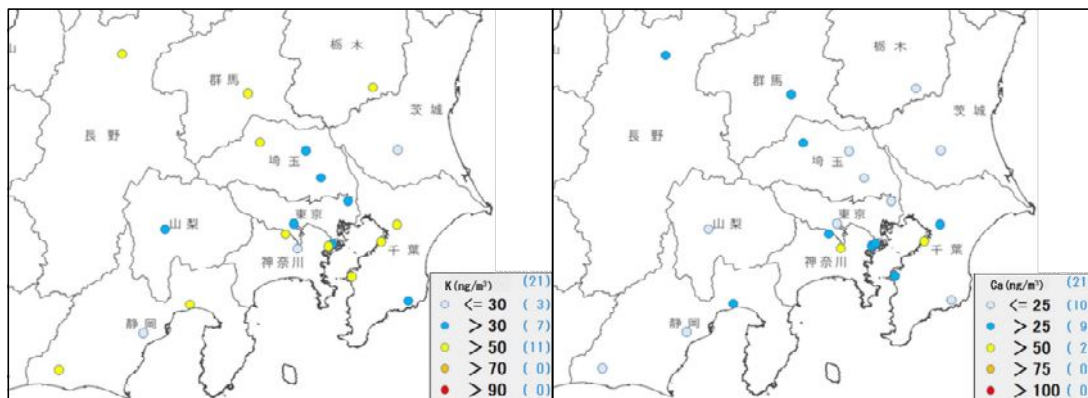 栃木
群馬
茨城
長野
埼玉
山梨
東京
千葉
神奈川
静岡
K(ng/m³) (21)
<= 30 ( 3)
> 30 ( 7)
> 50 (11)
> 70 ( 0)
> 90 ( 0)
山
栃木
群馬
茨城
長野
埼玉
山梨
東京
千葉
神奈川
静岡
Ca(ng/m³) (21
<= 25 (10
> 25 ( 9
> 50 ( 2
> 75 ( 0
> 100 ( 0